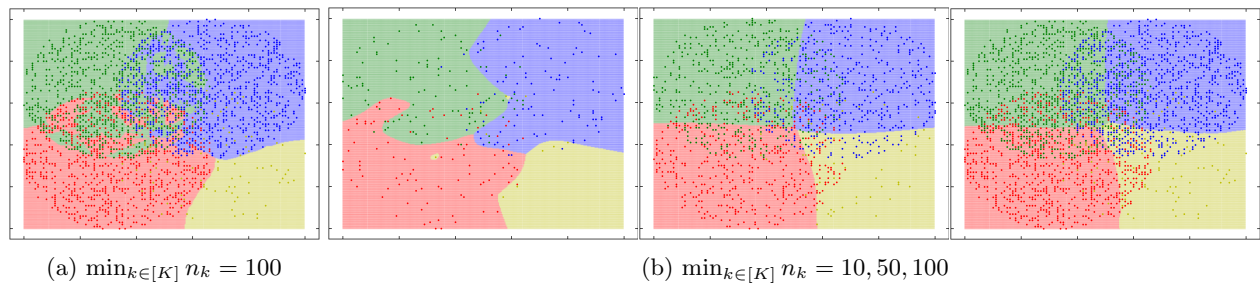 (a) min_{k∈[K]} n_k = 100
(b) min_{k∈[K]} n_k = 10, 50, 100